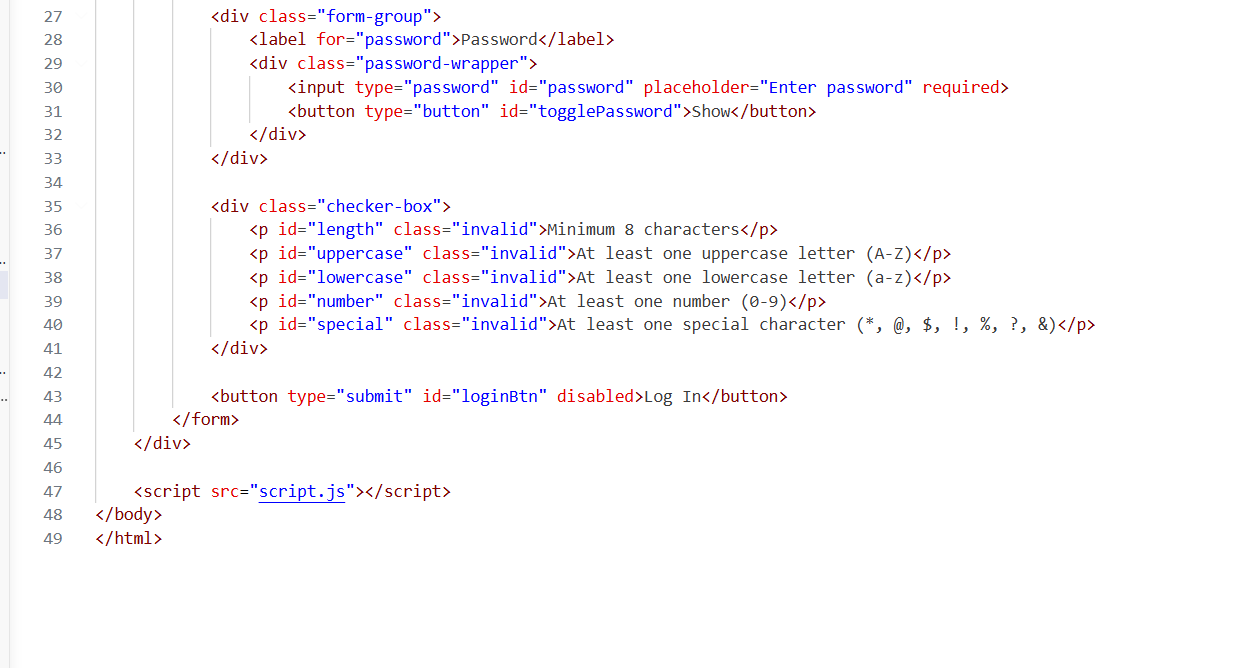 27 <div class="form-group">
28 <label for="password">Password</label>
29 <div class="password-wrapper">
30 <input type="password" id="password" placeholder="Enter password" required>
31 <button type="button" id="togglePassword">Show</button>
32 </div>
33 </div>
34
35 <div class="checker-box">
36 <p id="length" class="invalid">Minimum 8 characters</p>
37 <p id="uppercase" class="invalid">At least one uppercase letter (A-Z)</p>
38 <p id="lowercase" class="invalid">At least one lowercase letter (a-z)</p>
39 <p id="number" class="invalid">At least one number (0-9)</p>
40 <p id="special" class="invalid">At least one special character (*, @, $, !, %, ?, &)</p>
41 </div>
42
43 <button type="submit" id="loginBtn" disabled>Log In</button>
44 </form>
45 </div>
46
47 <script src="script.js"></script>
48 </body>
49 </html>